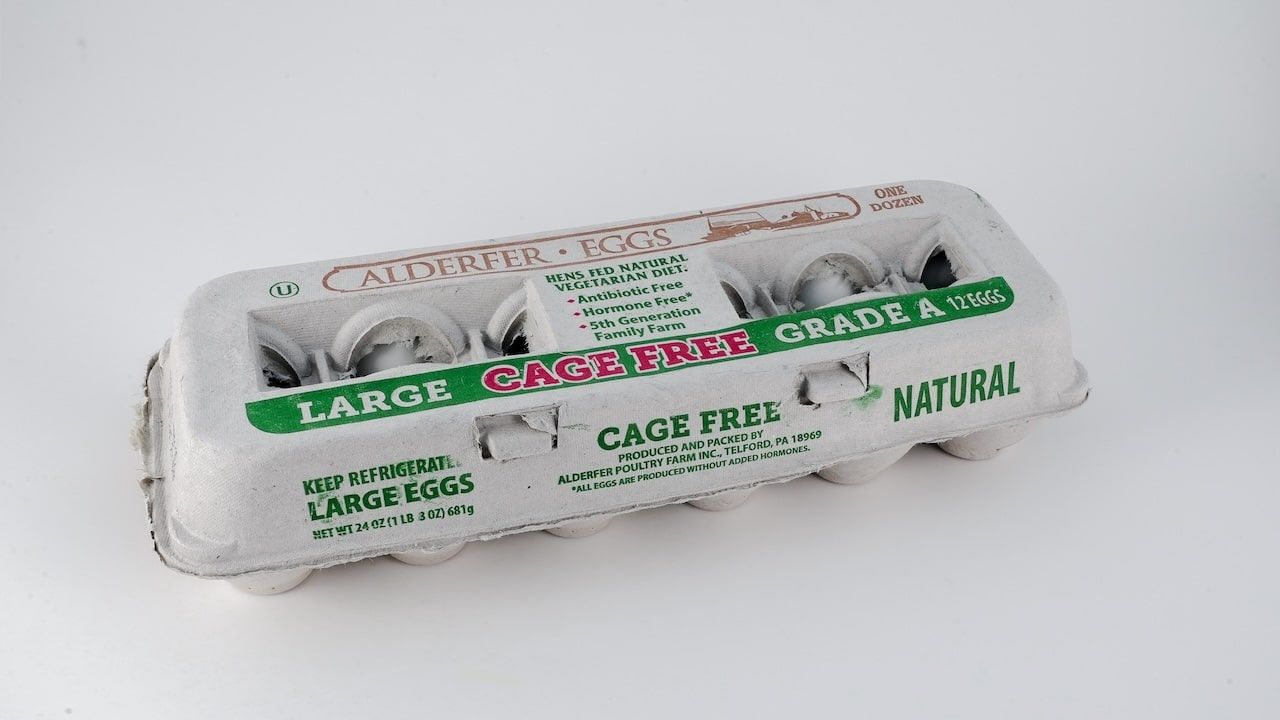 ONE
DOZEN
ALDERFER • EGGS
U
HENS FED NATURAL
VEGETARIAN DIET.
Antibiotic Free
Hormone Free*
5th Generation
Family Farm
LARGE CAGE FREE GRADE A 12 EGGS
NATURAL
CAGE FREE
PRODUCED AND PACKED BY
ALDERFER POULTRY FARM INC., TELFORD, PA 18969
*ALL EGGS ARE PRODUCED WITHOUT ADDED HORMONES.
KEEP REFRIGERATE
LARGE EGGS
NET WT 24 OZ (1 LB 3 OZ) 681g